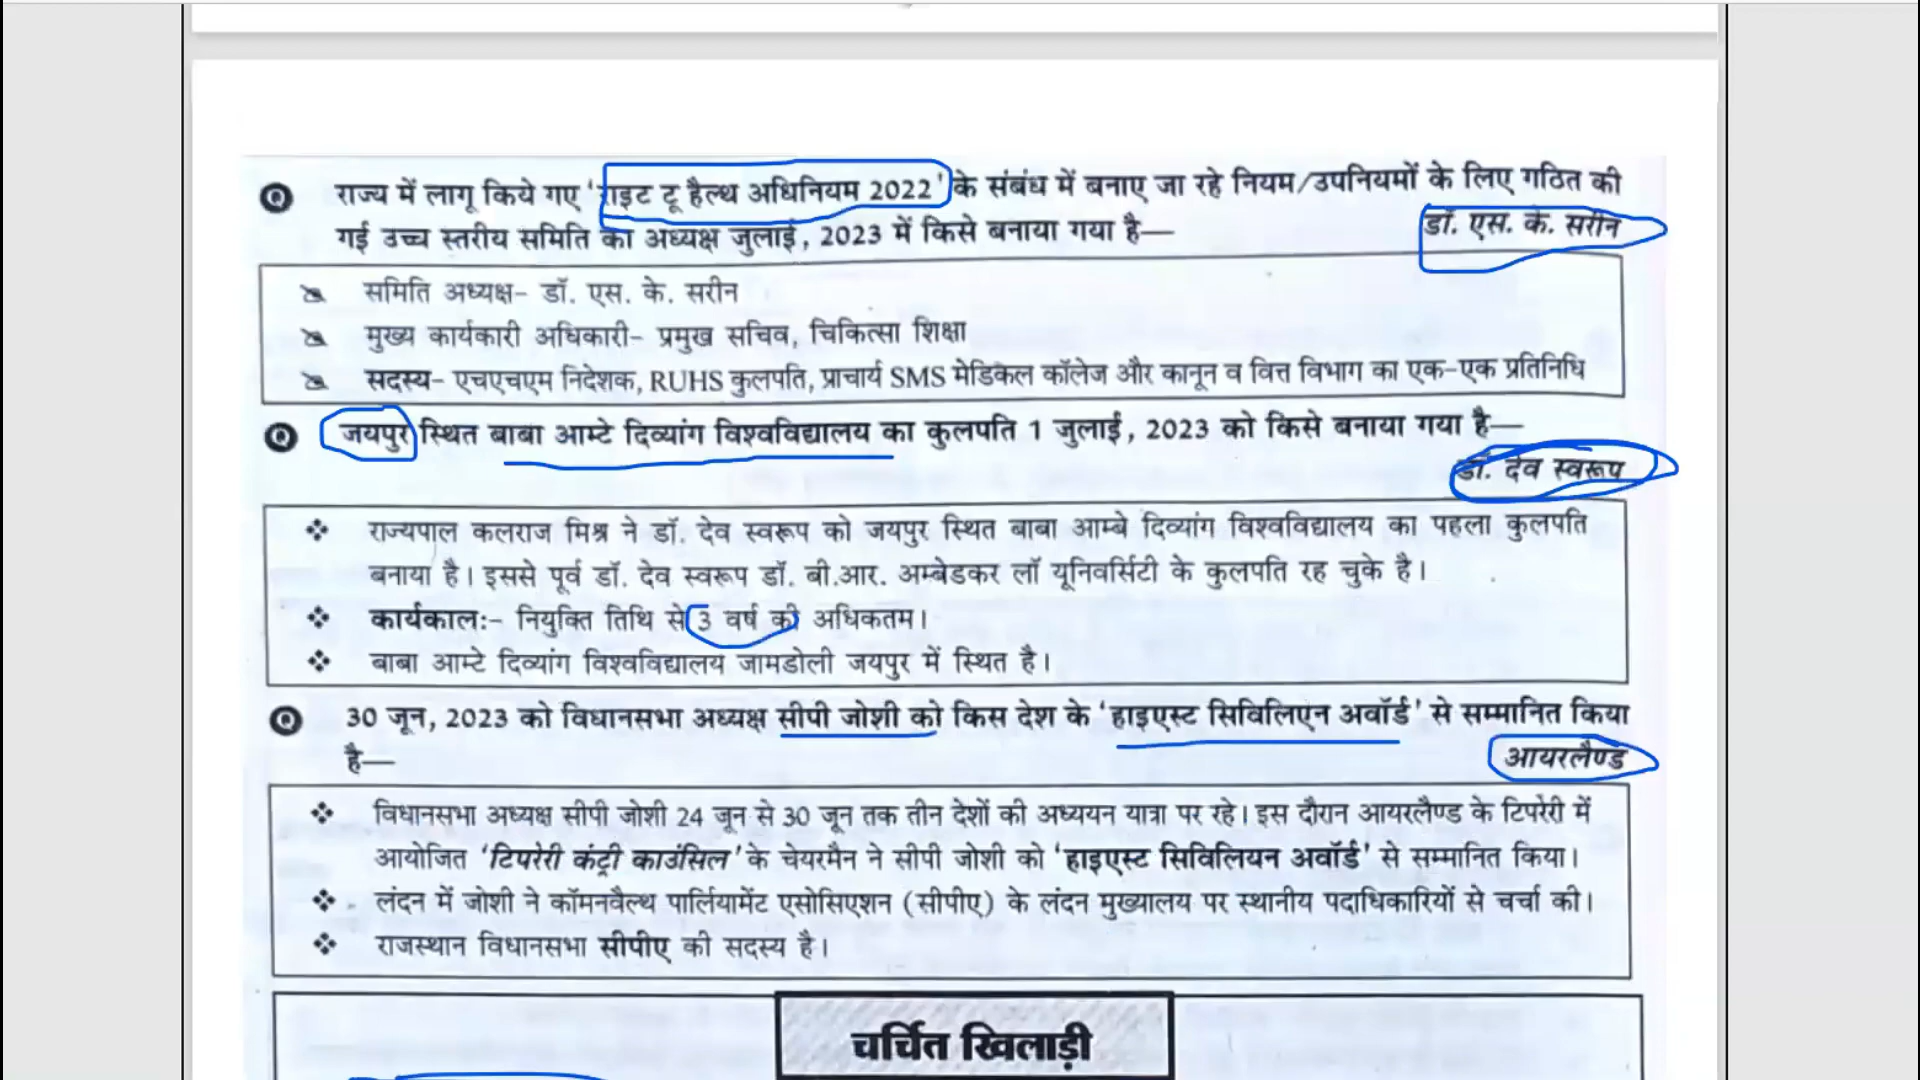 राज्य में लागू किये गए 'राइट टू हैल्थ अधिनियम 2022' के संबंध में बनाए जा रहे नियम/उपनियमों के लिए गठित की
गई उच्च स्तरीय समिति का अध्यक्ष जुलाई, 2023 में किसे बनाया गया है— डॉ. एस. के. सरीन
समिति अध्यक्ष- डॉ. एस. के. सरीन
मुख्य कार्यकारी अधिकारी- प्रमुख सचिव, चिकित्सा शिक्षा
सदस्य- एचएचएम निदेशक, RUHS कुलपति, प्राचार्य SMS मेडिकल कॉलेज और कानून व वित्त विभाग का एक-एक प्रतिनिधि
जयपुर स्थित बाबा आम्टे दिव्यांग विश्वविद्यालय का कुलपति 1 जुलाई, 2023 को किसे बनाया गया है—
डॉ. देव स्वरूप
राज्यपाल कलराज मिश्र ने डॉ. देव स्वरूप को जयपुर स्थित बाबा आम्बे दिव्यांग विश्वविद्यालय का पहला कुलपति
बनाया है। इससे पूर्व डॉ. देव स्वरूप डॉ. बी.आर. अम्बेडकर लॉ यूनिवर्सिटी के कुलपति रह चुके है।
कार्यकालः- नियुक्ति तिथि से 3 वर्ष की अधिकतम।
बाबा आम्टे दिव्यांग विश्वविद्यालय जामडोली जयपुर में स्थित है।
30 जून, 2023 को विधानसभा अध्यक्ष सीपी जोशी को किस देश के 'हाइएस्ट सिविलिएन अवॉर्ड' से सम्मानित किया
है— आयरलैण्ड
विधानसभा अध्यक्ष सीपी जोशी 24 जून से 30 जून तक तीन देशों की अध्ययन यात्रा पर रहे। इस दौरान आयरलैण्ड के टिपरेरी में
आयोजित 'टिपरेरी कंट्री काउंसिल' के चेयरमैन ने सीपी जोशी को 'हाइएस्ट सिविलियन अवॉर्ड' से सम्मानित किया।
लंदन में जोशी ने कॉमनवैल्थ पार्लियामेंट एसोसिएशन (सीपीए) के लंदन मुख्यालय पर स्थानीय पदाधिकारियों से चर्चा की।
राजस्थान विधानसभा सीपीए की सदस्य है।
चर्चित खिलाड़ी